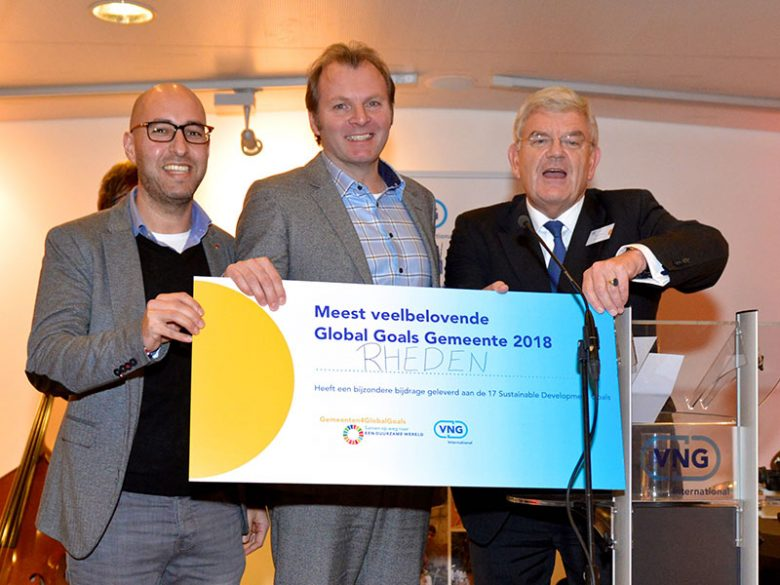 Meest veelbelovende
Global Goals Gemeente 2018
RHEDEN
Heeft een bijzondere bijdrage geleverd aan de 17 Sustainable Development Goals
Gemeenten4GlobalGoals
Samen op weg naar
EEN DUURZAME WERELD
VNG
International
VNG
International